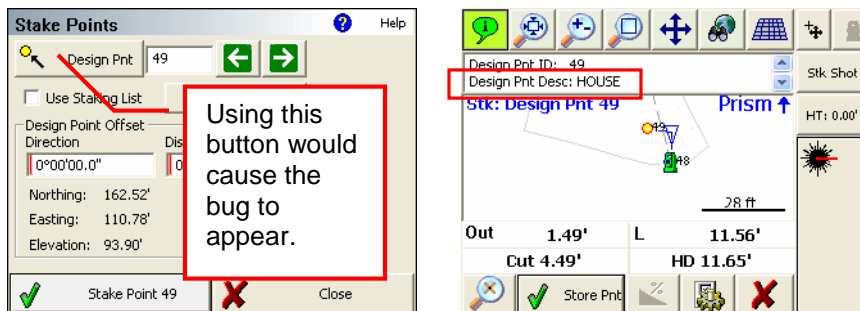 Stake Points
Help
Design Pnt 49
Use Staking List
Design Point Offset
Direction
0°00'00.0"
Northing: 162.52'
Easting: 110.78'
Elevation: 93.90'
Stake Point 49
Close
Using this
button would
cause the
bug to
appear.
Design Pnt ID: 49
Design Pnt Desc: HOUSE
Stk: Design Pnt 49
Prism
49
48
28 ft
Out 1.49' L 11.56'
Cut 4.49' HD 11.65'
Store Pnt
Stk Shot
HT: 0.00'